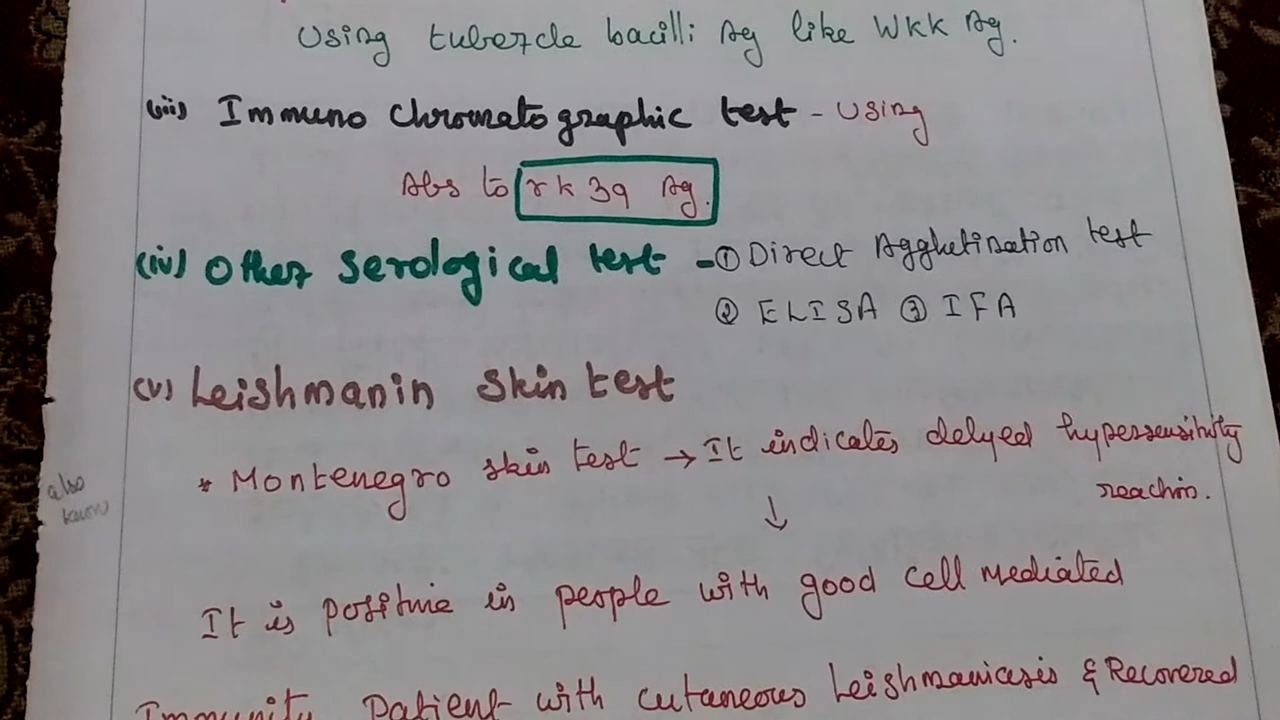 Using tubercle bacilli Ag like WKK Ag.
(iii) Immuno Chromatographic test - Using
Abs to rk 39 Ag.
(iv) Other Serological test - ① Direct Agglutination test
② ELISA ③ IFA
(v) Leishmanin Skin test
* Montenegro skin test → It indicates delyed hypersensitivity
reaction.
also
known
↓
It is positive in people with good cell mediated
Immunity. Patient with cutaneous Leishmaniasis & Recovered